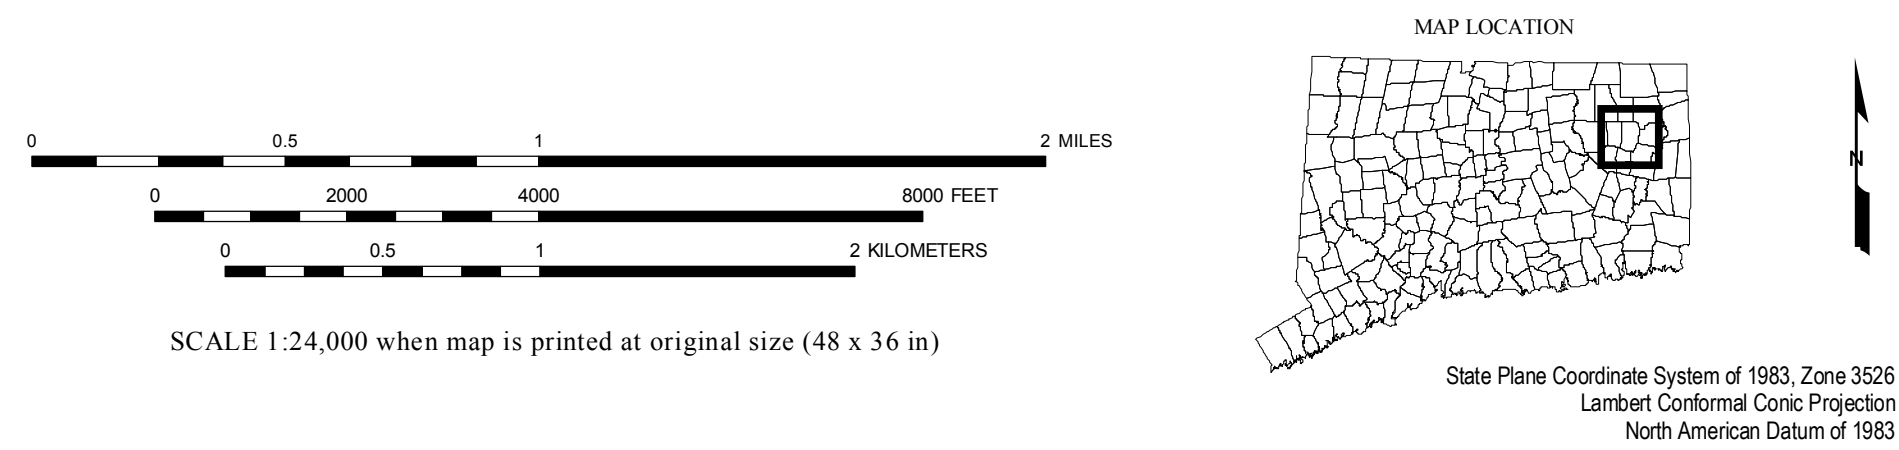 0 0.5 1 2 MILES
0 2000 4000 8000 FEET
0 0.5 1 2 KILOMETERS
SCALE 1:24,000 when map is printed at original size (48 x 36 in)
MAP LOCATION
N
State Plane Coordinate System of 1983, Zone 3526
Lambert Conformal Conic Projection
North American Datum of 1983